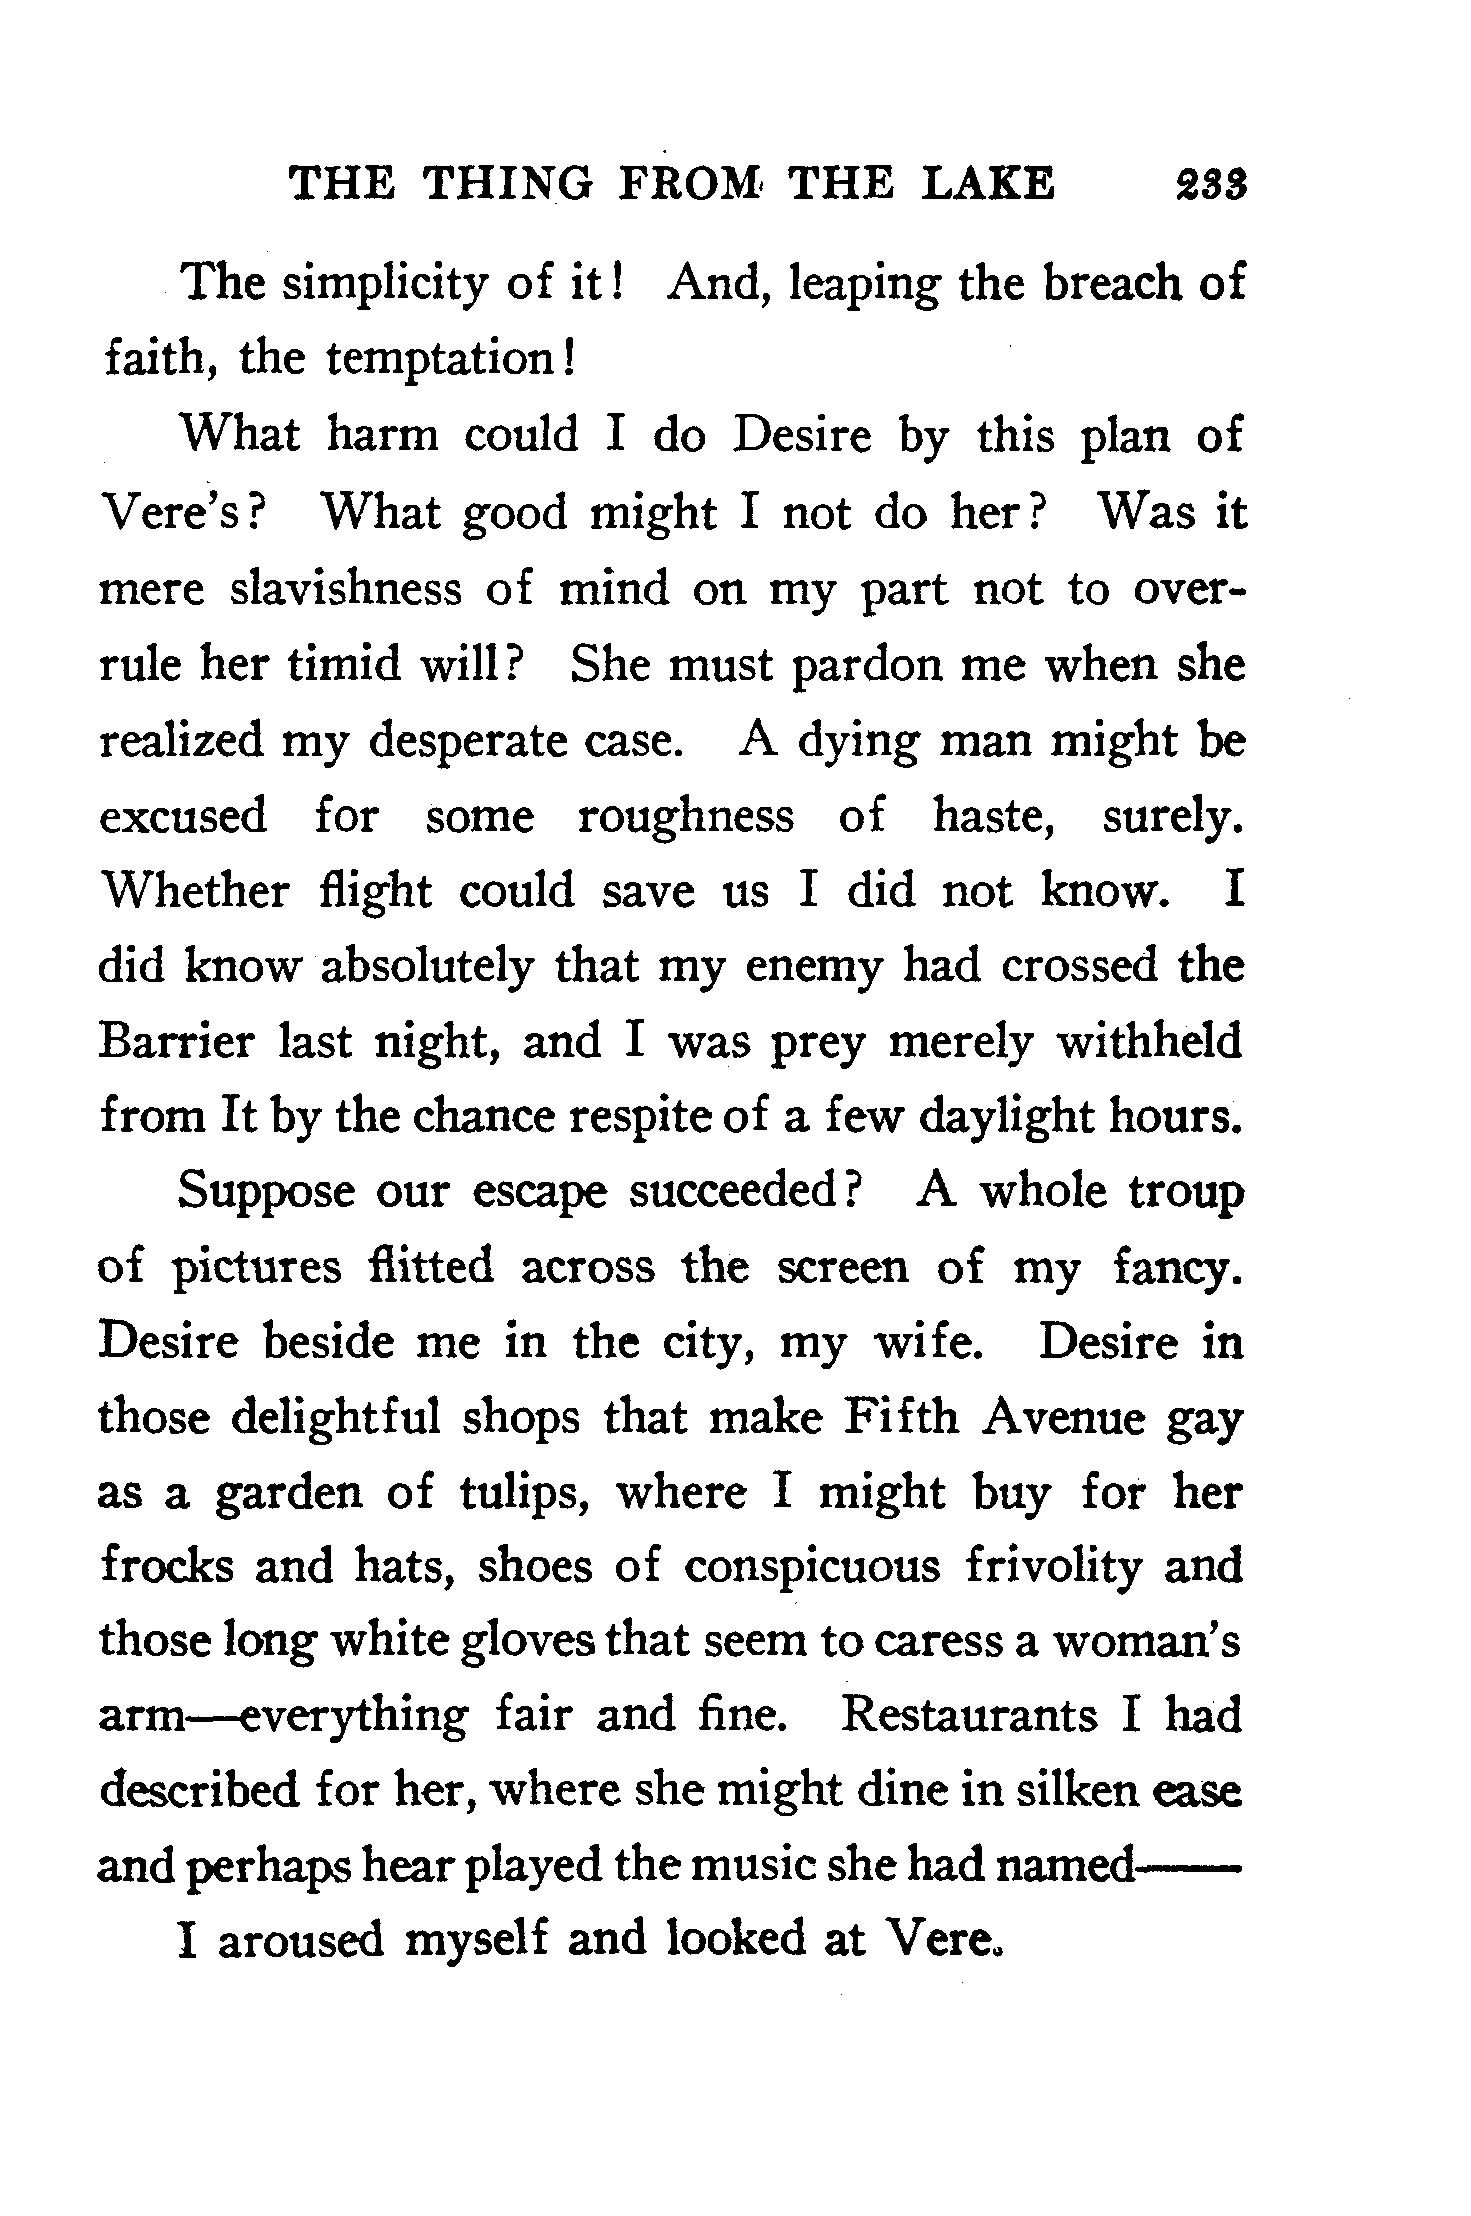 THE THING FROM THE LAKE 233
The simplicity of it! And, leaping the breach of
faith, the temptation!
What harm could I do Desire by this plan of
Vere's? What good might I not do her? Was it
mere slavishness of mind on my part not to over-
rule her timid will? She must pardon me when she
realized my desperate case. A dying man might be
excused for some roughness of haste, surely.
Whether flight could save us I did not know. I
did know absolutely that my enemy had crossed the
Barrier last night, and I was prey merely withheld
from It by the chance respite of a few daylight hours.
Suppose our escape succeeded? A whole troup
of pictures flitted across the screen of my fancy.
Desire beside me in the city, my wife. Desire in
those delightful shops that make Fifth Avenue gay
as a garden of tulips, where I might buy for her
frocks and hats, shoes of conspicuous frivolity and
those long white gloves that seem to caress a woman's
arm—everything fair and fine. Restaurants I had
described for her, where she might dine in silken ease
and perhaps hear played the music she had named——
I aroused myself and looked at Vere.